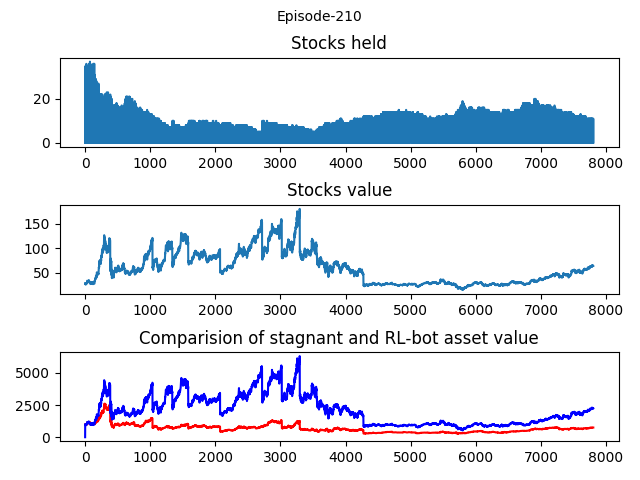 Episode-210
Stocks held
20
0
0 1000 2000 3000 4000 5000 6000 7000 8000
Stocks value
150
100
50
0 1000 2000 3000 4000 5000 6000 7000 8000
Comparision of stagnant and RL-bot asset value
5000
2500
0
0 1000 2000 3000 4000 5000 6000 7000 8000